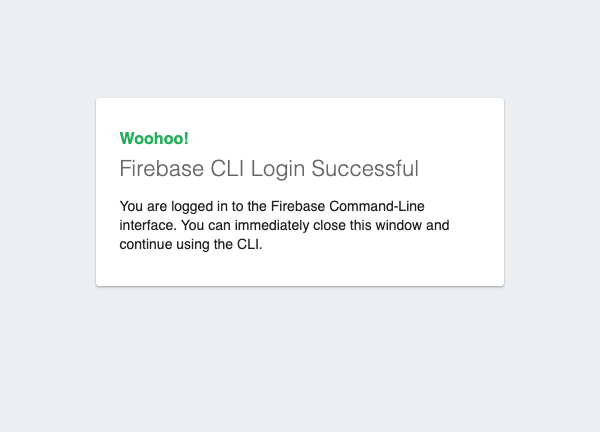 Woohoo!
Firebase CLI Login Successful
You are logged in to the Firebase Command-Line
interface. You can immediately close this window and
continue using the CLI.